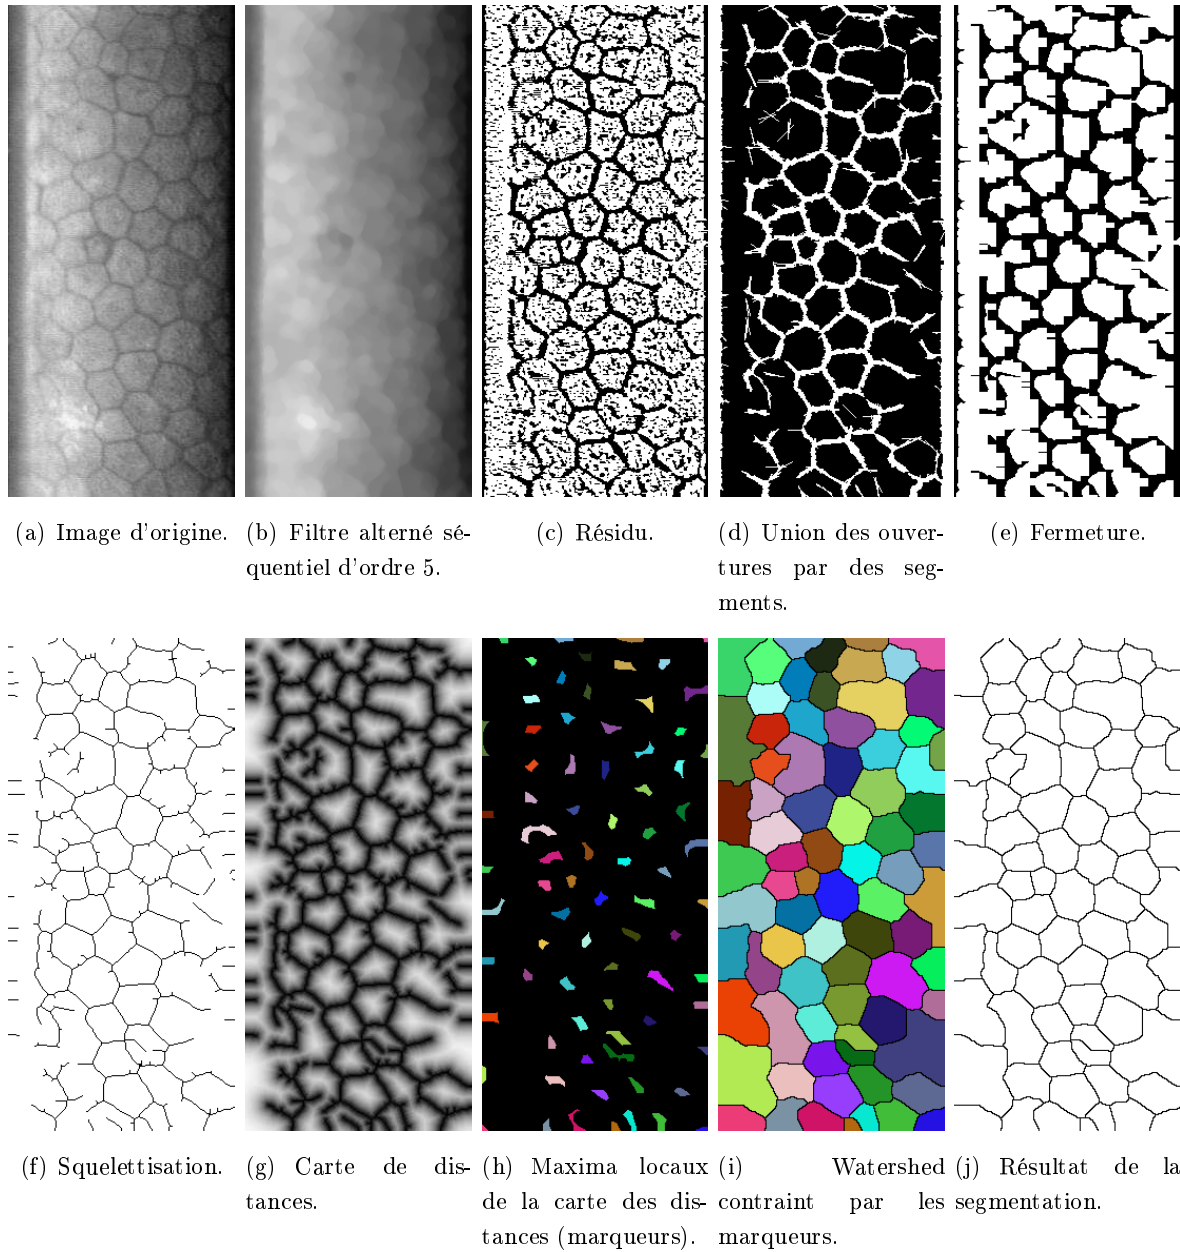 (a) Image d'origine.
(b) Filtre alterné sé-
quentiel d'ordre 5.
(c) Résidu.
(d) Union des ouver-
tures par des seg-
ments.
(e) Fermeture.
(f) Squelettisation.
(g) Carte de dis-
tances.
(h) Maxima locaux
de la carte des dis-
tances (marqueurs).
(i) Watershed
contraint par les
marqueurs.
(j) Résultat de la
segmentation.